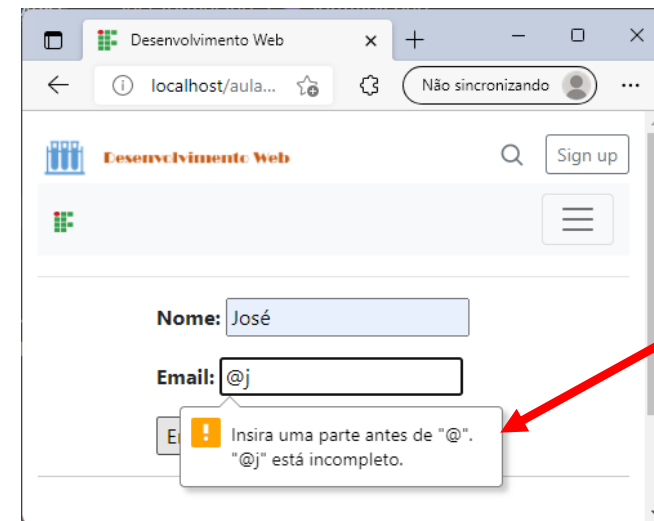 Desenvolvimento Web
localhost/aula...
Não sincronizando
Desenvolvimento Web
Sign up
Nome: José
Email: @j
Insira uma parte antes de "@".
"@j" está incompleto.